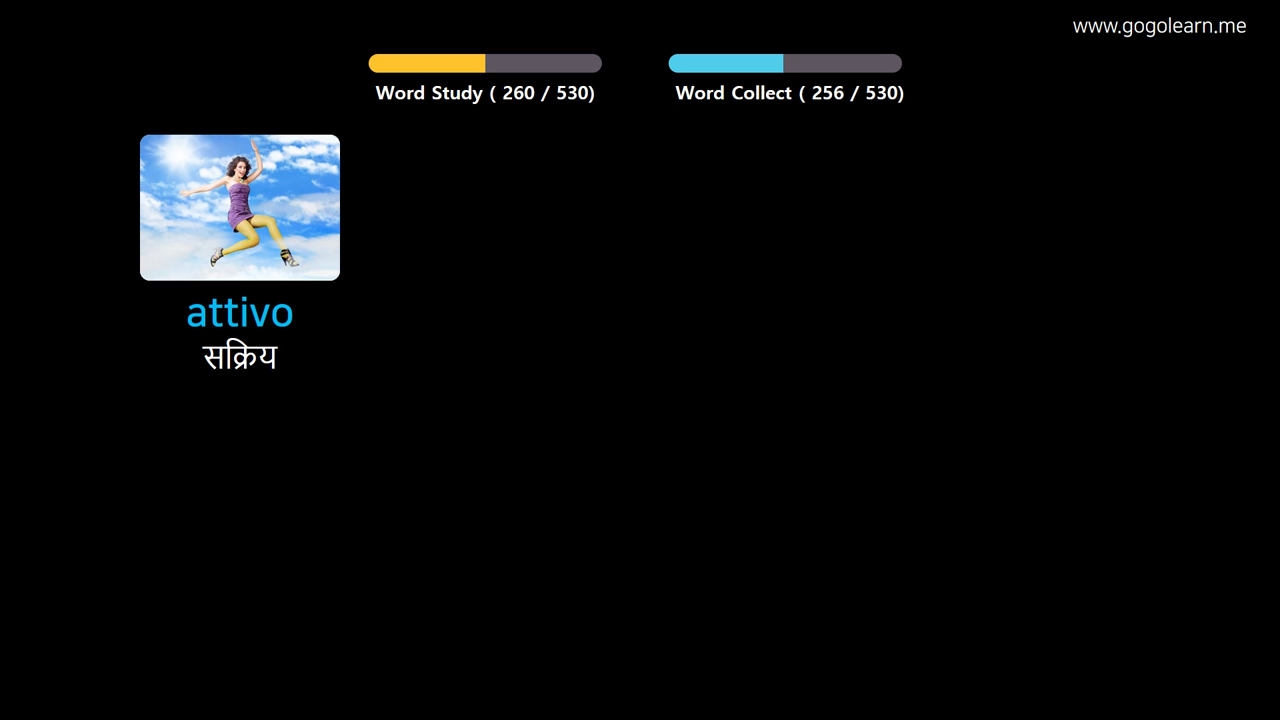 www.gogolearn.me
Word Study ( 260 / 530)
Word Collect ( 256 / 530)
attivo
सक्रिय